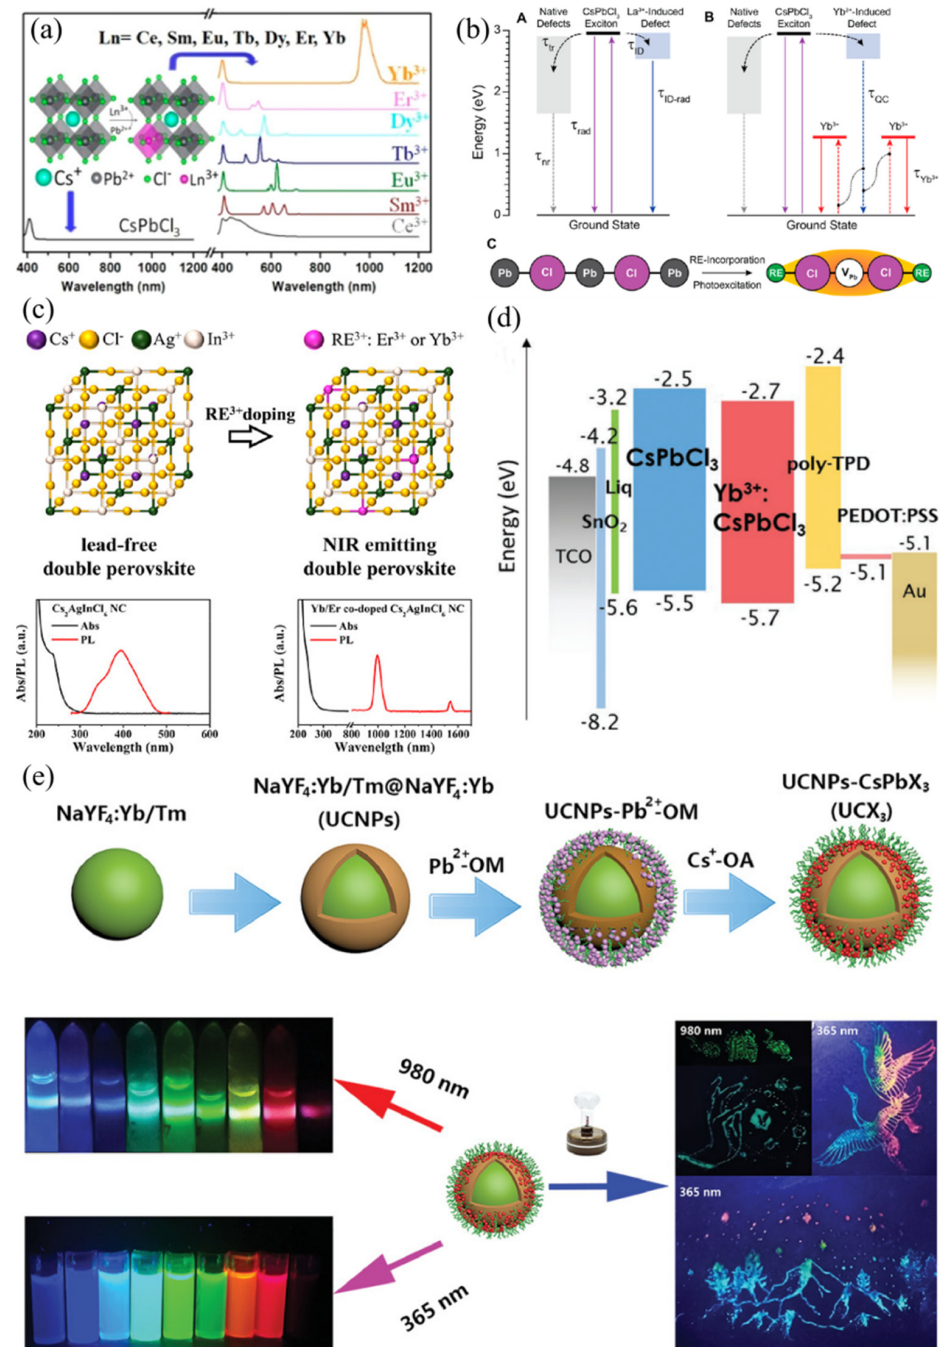 (a)
Ln= Ce, Sm, Eu, Tb, Dy, Er, Yb
Ln3+
Pb2+
Cs+ Pb2+ Cl- Ln3+
CsPbCl3
Yb3+
Er3+
Dy3+
Tb3+
Eu3+
Sm3+
Ce3+
400 600 800 1000 1200 400 600 800 1000 1200
Wavelength (nm) Wavelength (nm)
(b)
A
Native Defects
CsPbCl3 Exciton
La3+-Induced Defect
B
Native Defects
CsPbCl3 Exciton
Yb3+-Induced Defect
Energy (eV)
3
2
1
0
τtr
τID
τrad
τID-rad
τnr
Ground State
Energy (eV)
τQC
Yb3+ Yb3+
τYb3+
Ground State
C
Pb Cl Pb Cl Pb
RE-Incorporation
Photoexcitation
RE Cl VPb Cl RE
(c)
Cs+ Cl- Ag+ In3+
RE3+: Er3+ or Yb3+
RE3+doping
lead-free
double perovskite
NIR emitting
double perovskite
Cs2AgInCl6 NC
Abs
PL
Abs/PL (a.u.)
200 300 400 500 600
Wavelength (nm)
Yb/Er co-doped Cs2AgInCl6 NC
Abs
PL
Abs/PL (a.u.)
200 400 600 800 1000 1200 1400 1600
Wavelenght (nm)
(d)
Energy (eV)
-4.8
TCO
-4.2
SnO2
-8.2
-3.2
Liq
-5.6
-2.5
CsPbCl3
-5.5
-2.7
Yb3+:
CsPbCl3
-5.7
-2.4
poly-TPD
-5.2
PEDOT:PSS
-5.1
-5.1
Au
(e)
NaYF4:Yb/Tm
NaYF4:Yb/Tm@NaYF4:Yb
(UCNPs)
Pb2+-OM
UCNPs-Pb2+-OM
Cs+-OA
UCNPs-CsPbX3
(UCX3)
980 nm
365 nm
980 nm
365 nm
365 nm